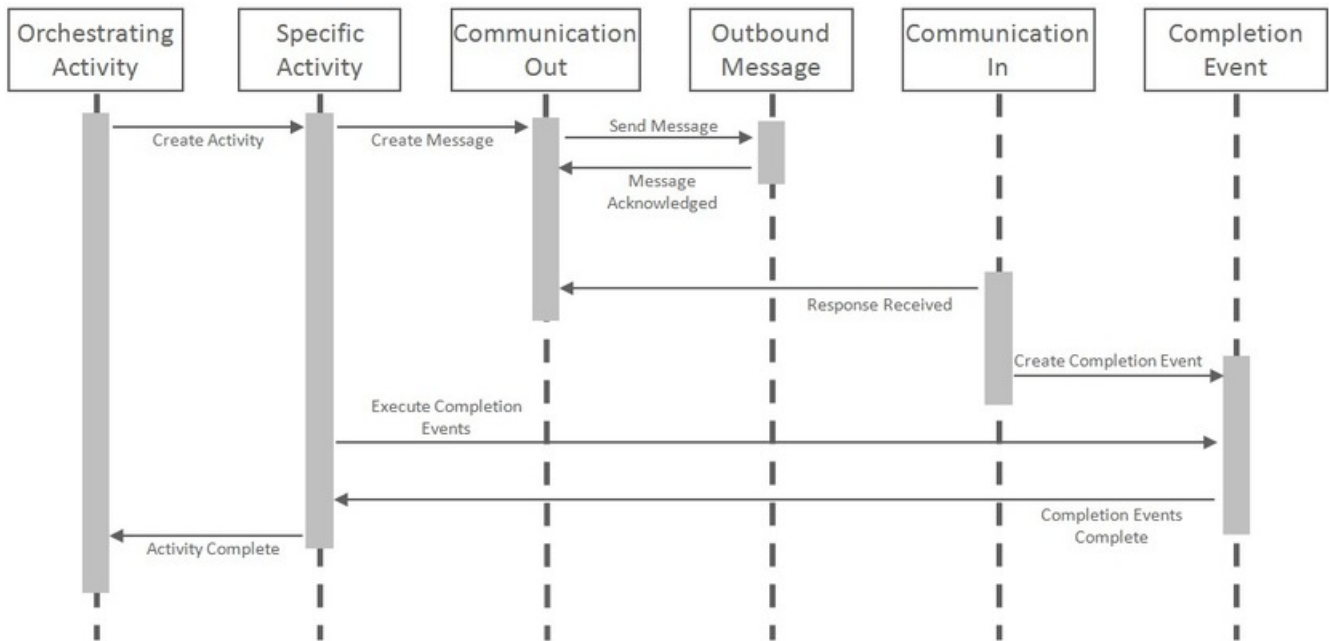 Orchestrating
Activity
Specific
Activity
Communication
Out
Outbound
Message
Communication
In
Completion
Event
Create Activity
Create Message
Send Message
Message
Acknowledged
Response Received
Create Completion Event
Execute Completion
Events
Completion Events
Complete
Activity Complete